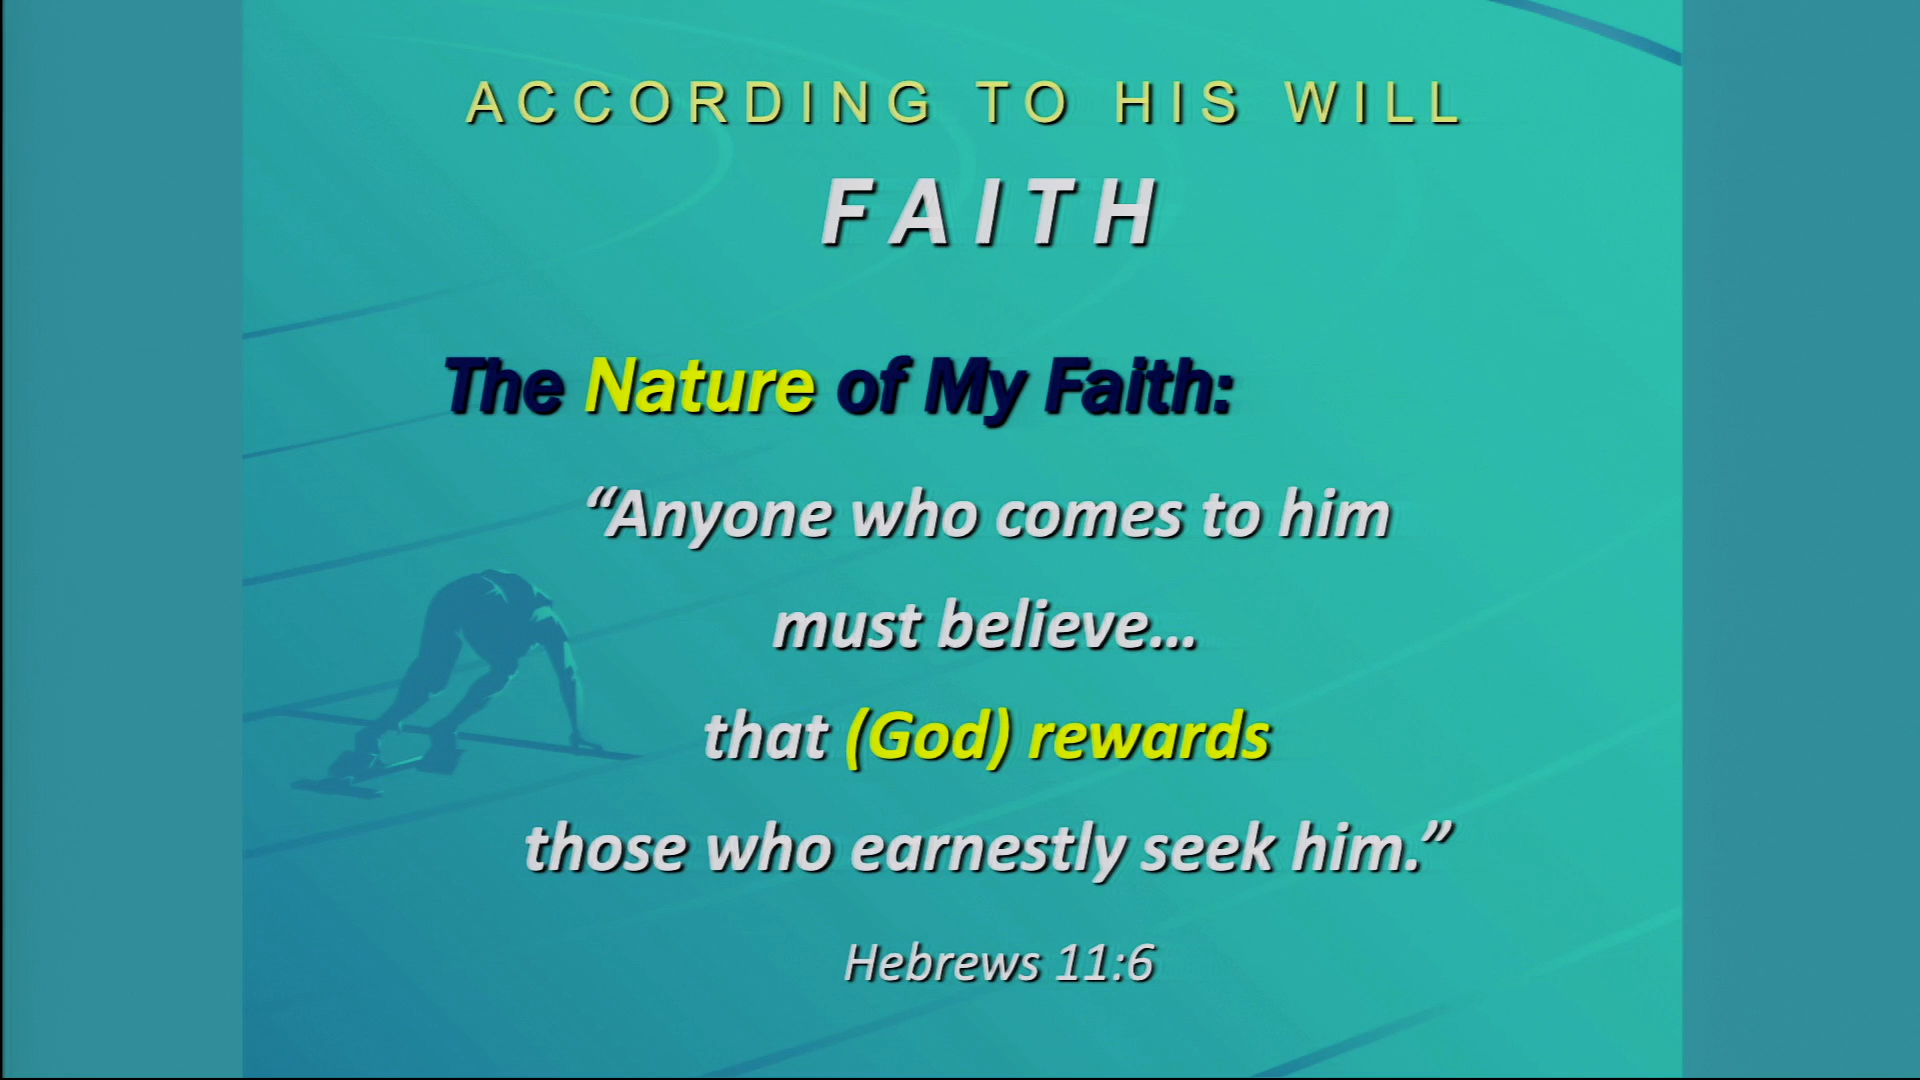 ACCORDING TO HIS WILL
FAITH
The Nature of My Faith:
“Anyone who comes to him
must believe...
that (God) rewards
those who earnestly seek him.”
Hebrews 11:6